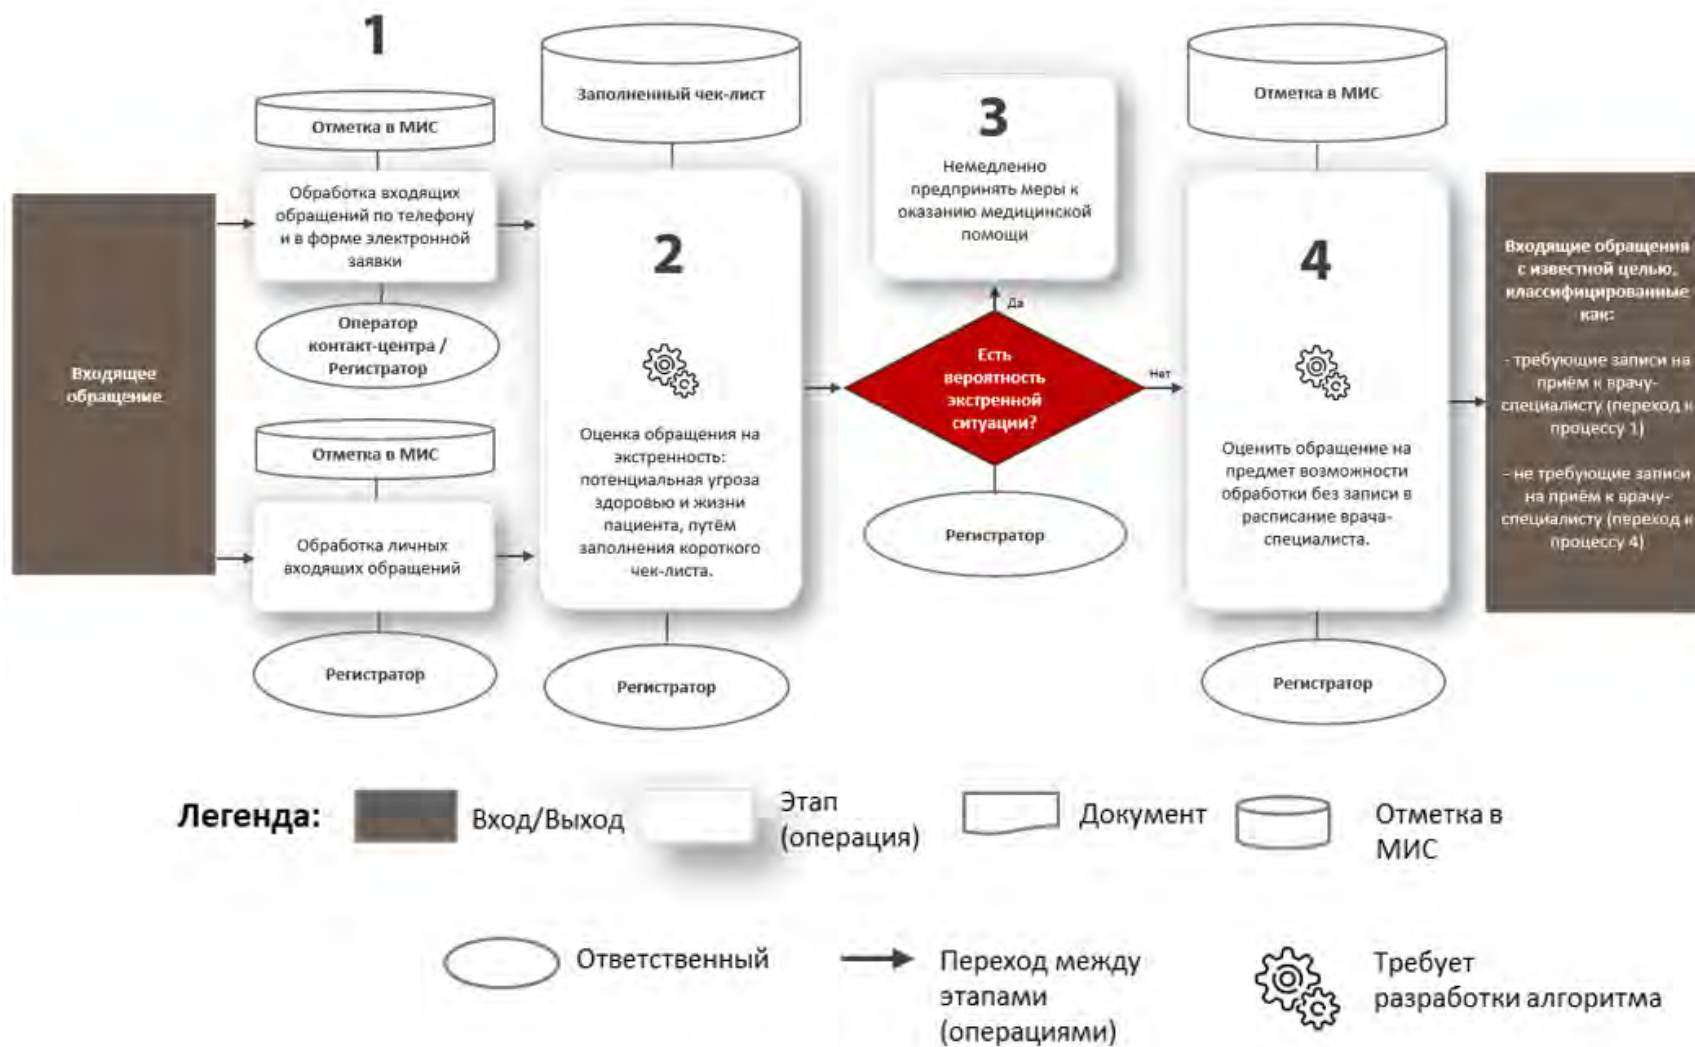 1
Отметка в МИС
Обработка входящих
обращений по телефону
и в форме электронной
заявки
Оператор
контакт-центра /
Регистратор
Входящее
обращение
Отметка в МИС
Обработка личных
входящих обращений
Регистратор
Заполненный чек-лист
2
Оценка обращения на
экстренность:
потенциальная угроза
здоровью и жизни
пациента, путём
заполнения короткого
чек-листа.
Регистратор
3
Немедленно
предпринять меры к
оказанию медицинской
помощи
Да
Есть
вероятность
экстренной
ситуации?
Нет
Регистратор
Отметка в МИС
4
Оценить обращение на
предмет возможности
обработки без записи в
расписание врача-
специалиста.
Регистратор
Входящие обращения
с известной целью,
классифицированные
как:
- требующие записи на
приём к врачу-
специалисту (переход к
процессу 1)
- не требующие записи
на приём к врачу-
специалисту (переход к
процессу 4)
Легенда:
Вход/Выход
Этап
(операция)
Документ
Отметка в
МИС
Ответственный
Переход между
этапами
(операциями)
Требует
разработки алгоритма